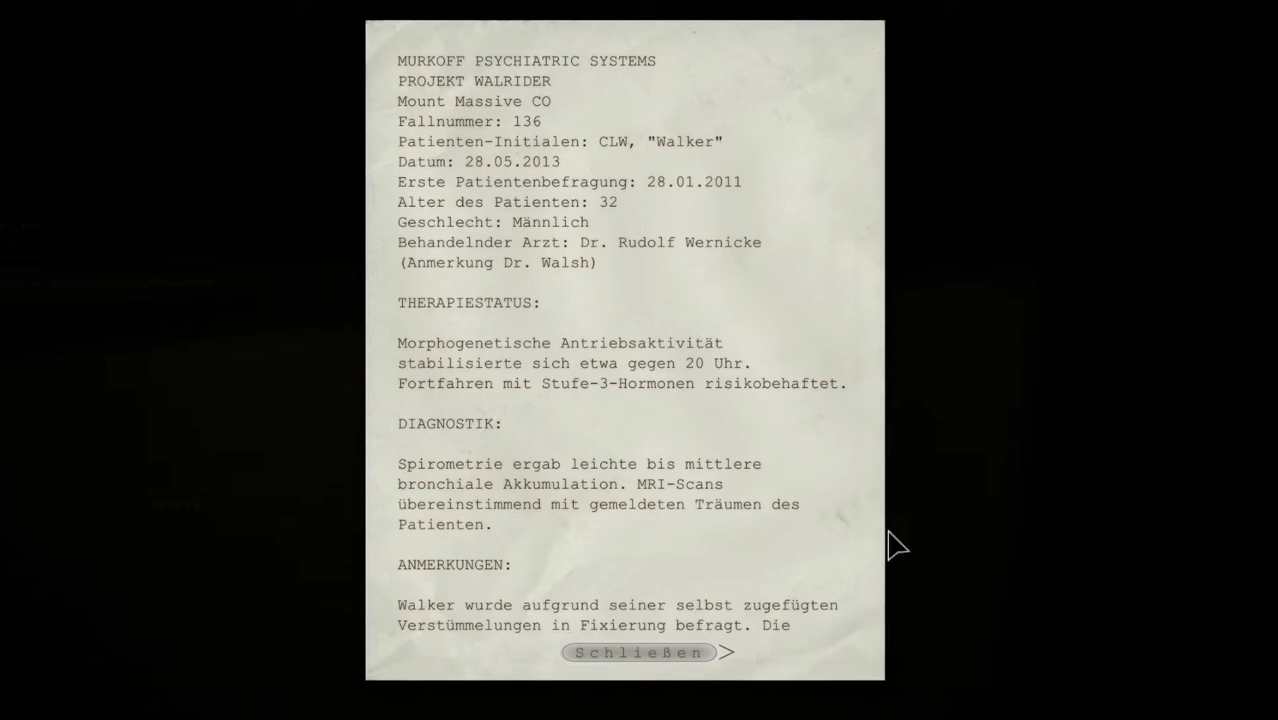 MURKOFF PSYCHIATRIC SYSTEMS
PROJEKT WALRIDER
Mount Massive CO
Fallnummer: 136
Patienten-Initialen: CLW, "Walker"
Datum: 28.05.2013
Erste Patientenbefragung: 28.01.2011
Alter des Patienten: 32
Geschlecht: Männlich
Behandelnder Arzt: Dr. Rudolf Wernicke
(Anmerkung Dr. Walsh)
THERAPIESTATUS:
Morphogenetische Antriebsaktivität
stabilisierte sich etwa gegen 20 Uhr.
Fortfahren mit Stufe-3-Hormonen risikobehaftet.
DIAGNOSTIK:
Spirometrie ergab leichte bis mittlere
bronchiale Akkumulation. MRI-Scans
übereinstimmend mit gemeldeten Träumen des
Patienten.
ANMERKUNGEN:
Walker wurde aufgrund seiner selbst zugefügten
Verstümmelungen in Fixierung befragt. Die
Schließen >